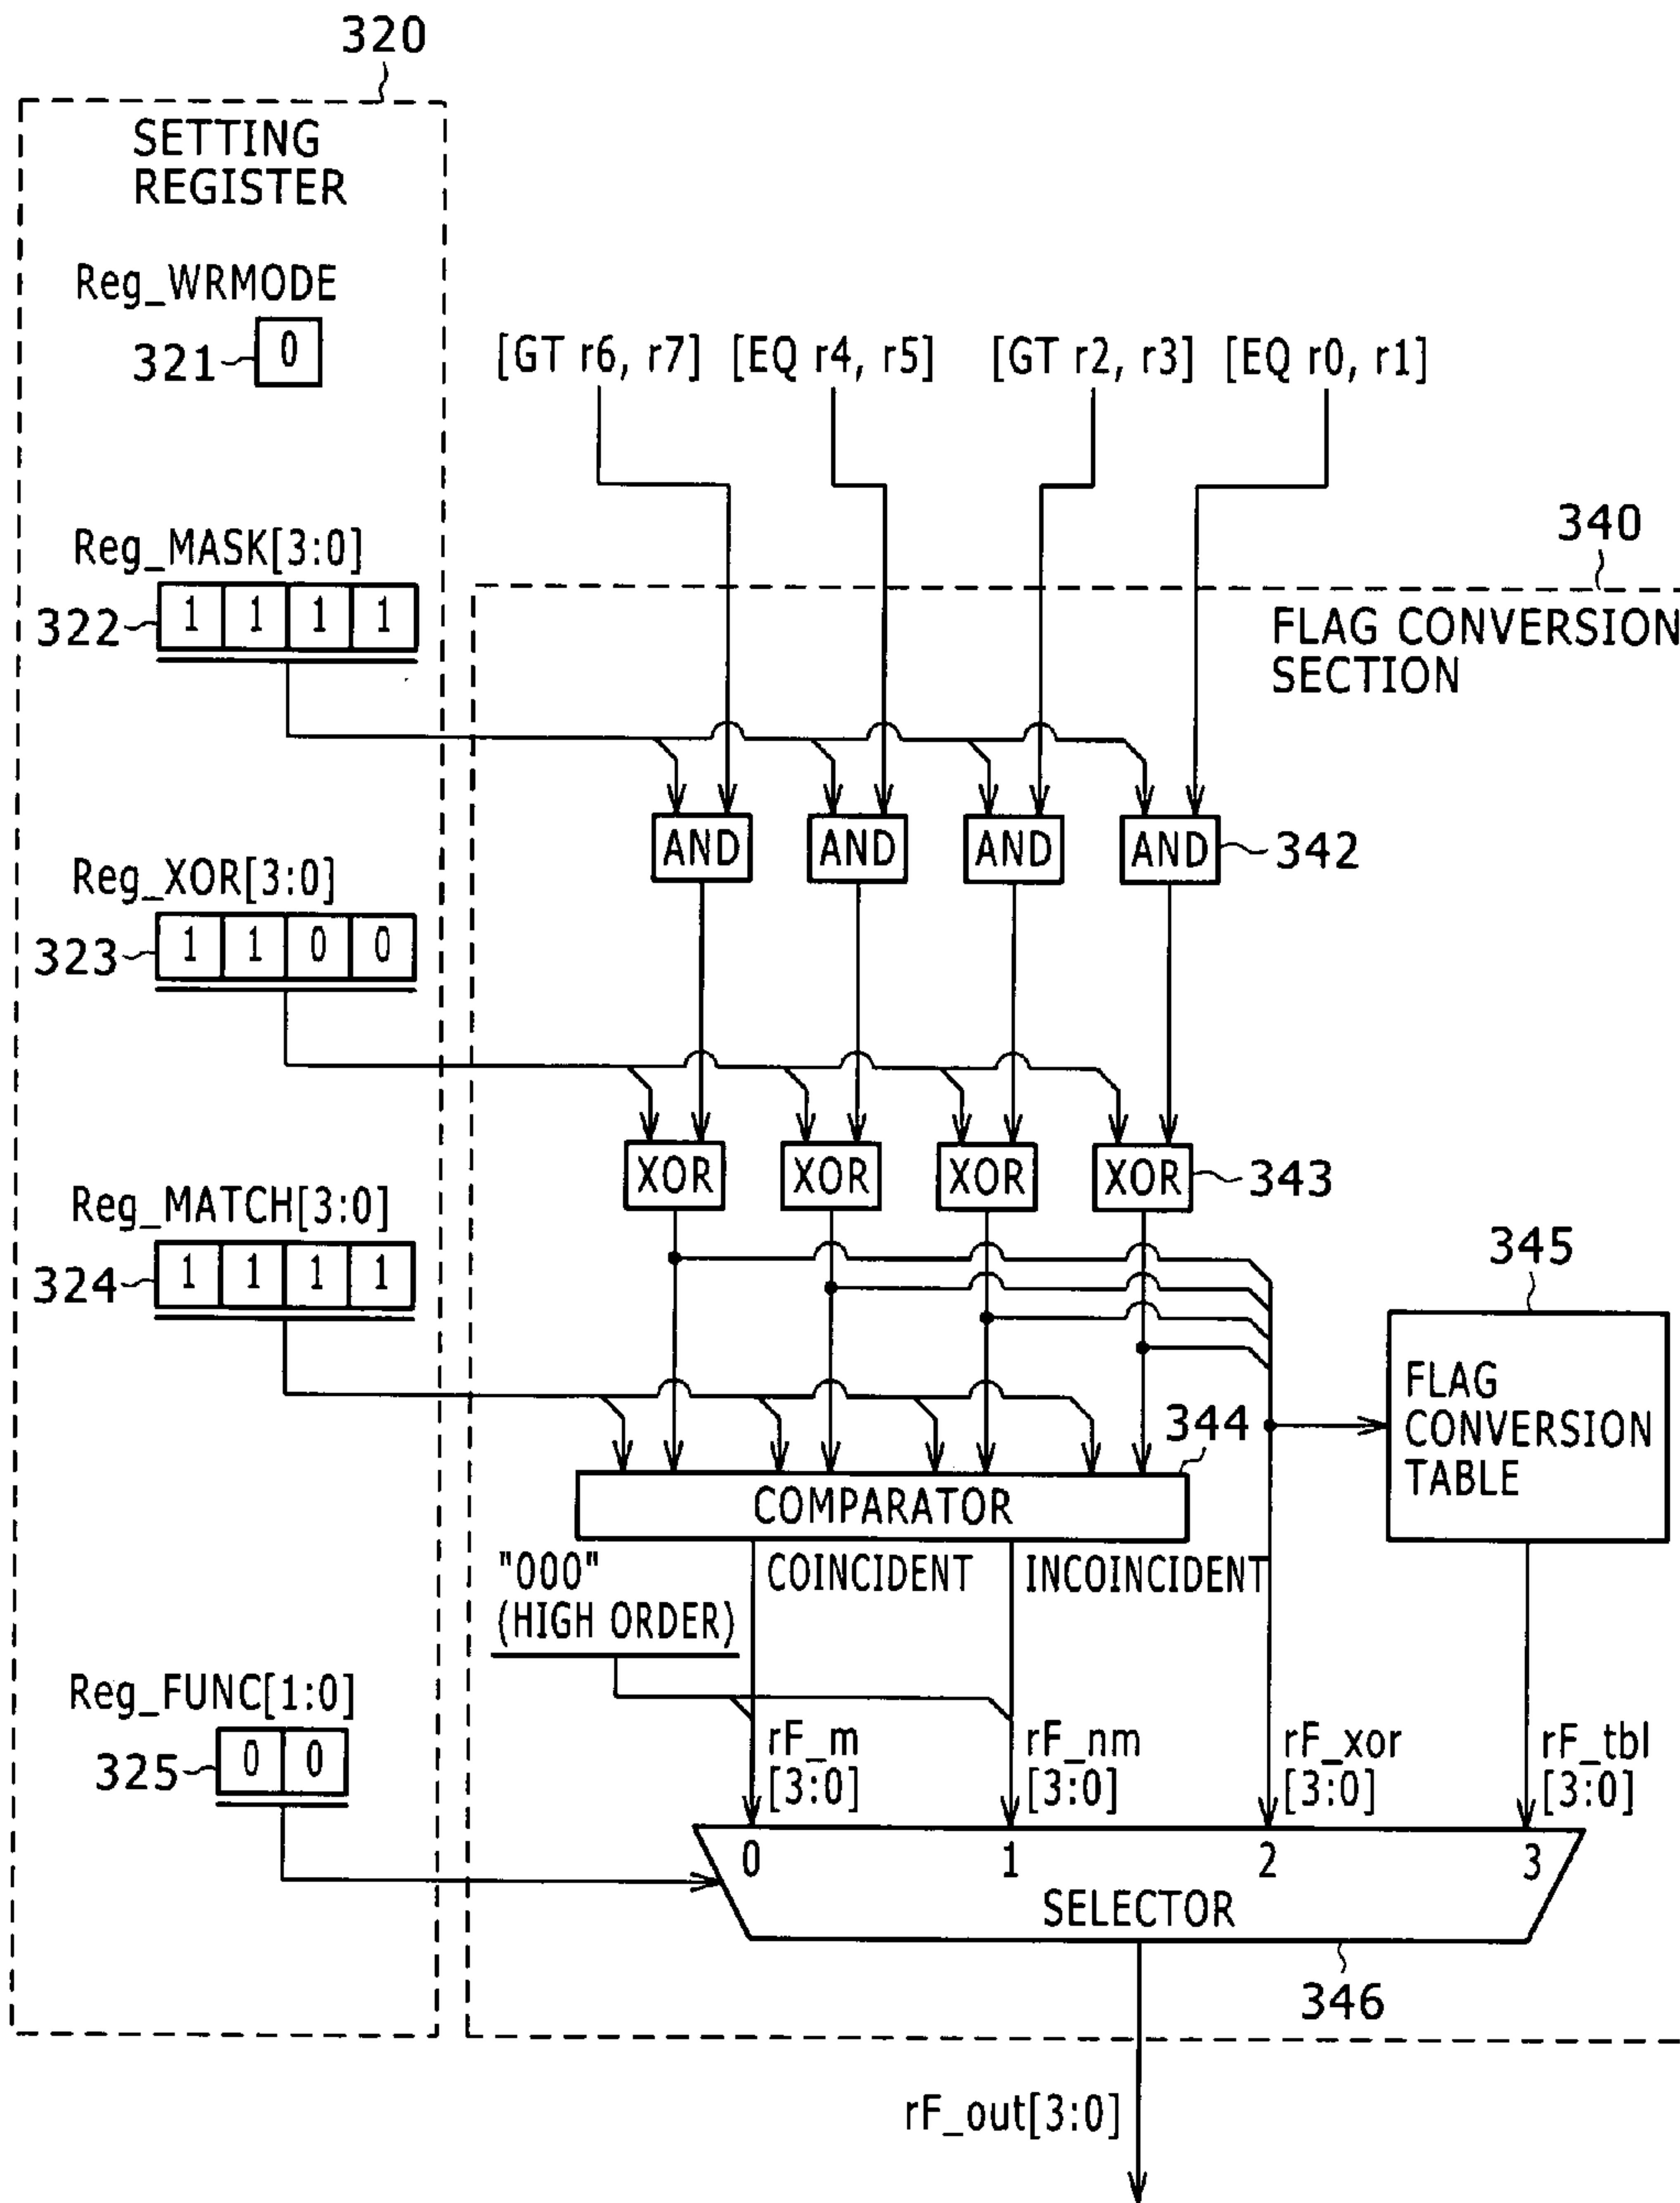 320
SETTING
REGISTER
Reg_WRMODE
321
0
[GT r6, r7] [EQ r4, r5] [GT r2, r3] [EQ r0, r1]
340
Reg_MASK[3:0]
322
1 1 1 1
FLAG CONVERSION
SECTION
AND AND AND AND
342
Reg_XOR[3:0]
323
1 1 0 0
XOR XOR XOR XOR
343
Reg_MATCH[3:0]
324
1 1 1 1
345
FLAG
CONVERSION
TABLE
344
COMPARATOR
"000"
(HIGH ORDER)
COINCIDENT
INCOINCIDENT
Reg_FUNC[1:0]
325
0 0
rF_m
[3:0]
rF_nm
[3:0]
rF_xor
[3:0]
rF_tbl
[3:0]
0 1 2 3
SELECTOR
346
rF_out[3:0]